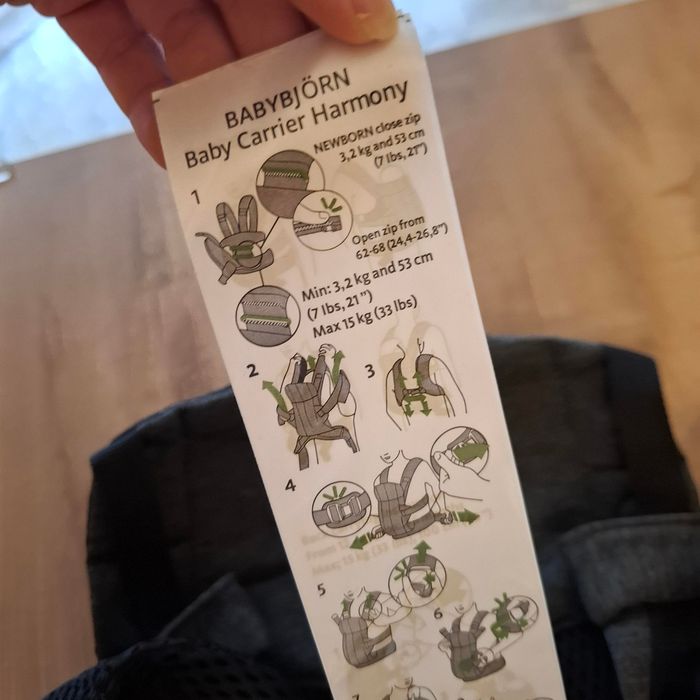 BABYBJÖRN
Baby Carrier Harmony
NEWBORN close zip
3,2 kg and 53 cm
(7 lbs, 21")
1
Open zip from
62-68 (24,4-26,8")
Min: 3,2 kg and 53 cm
(7 lbs, 21")
Max 15 kg (33 lbs)
2
3
4
5
6
7